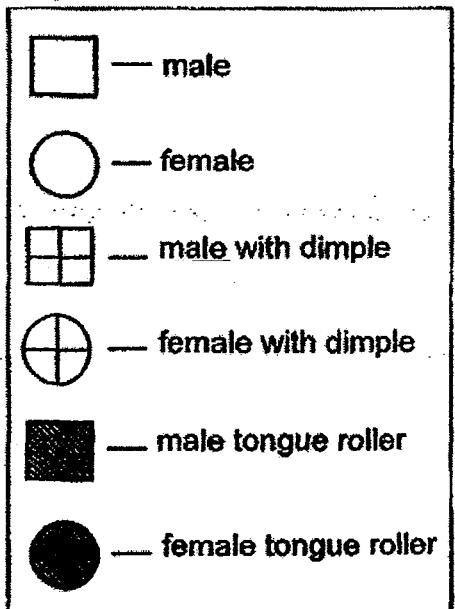 — male
— female
— male with dimple
— female with dimple
— male tongue roller
— female tongue roller